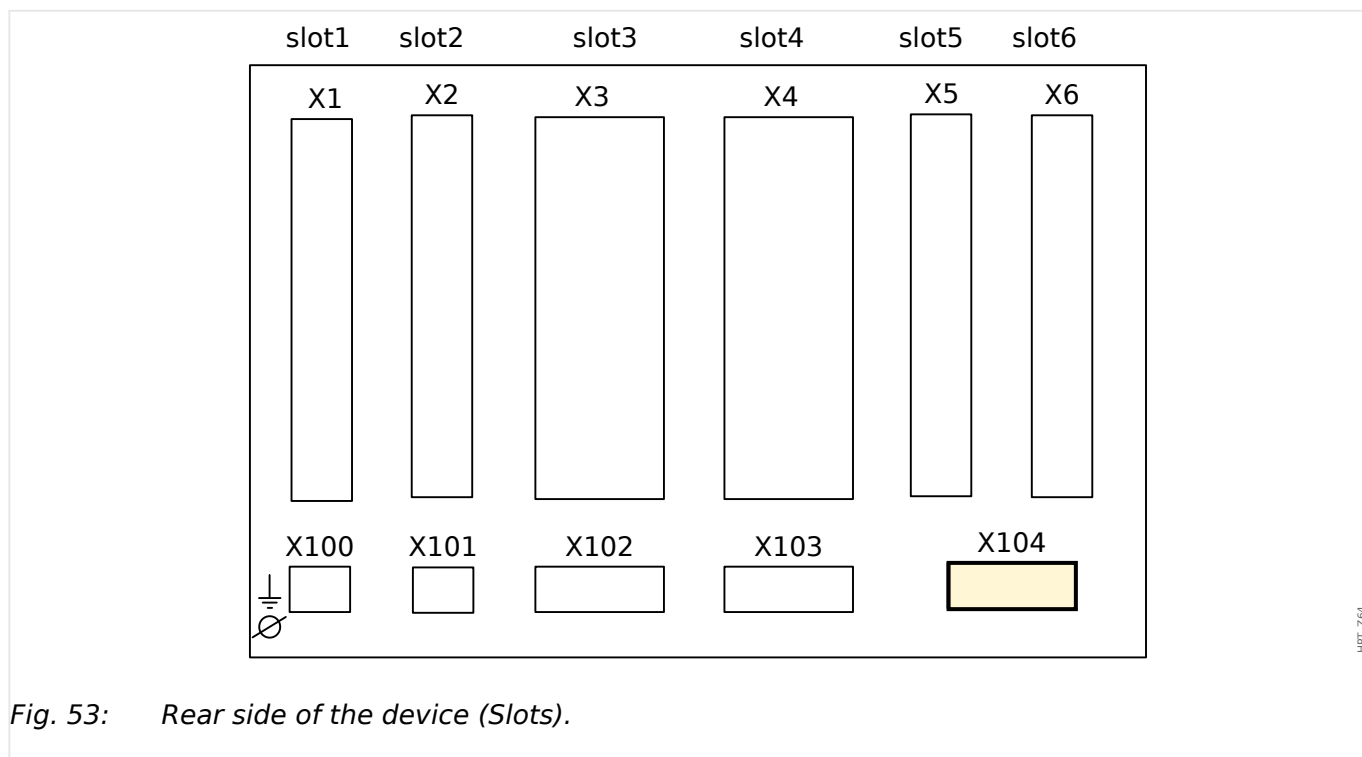 slot1 slot2 slot3 slot4 slot5 slot6
X1 X2 X3 X4 X5 X6
X100 X101 X102 X103 X104
Fig. 53: Rear side of the device (Slots).